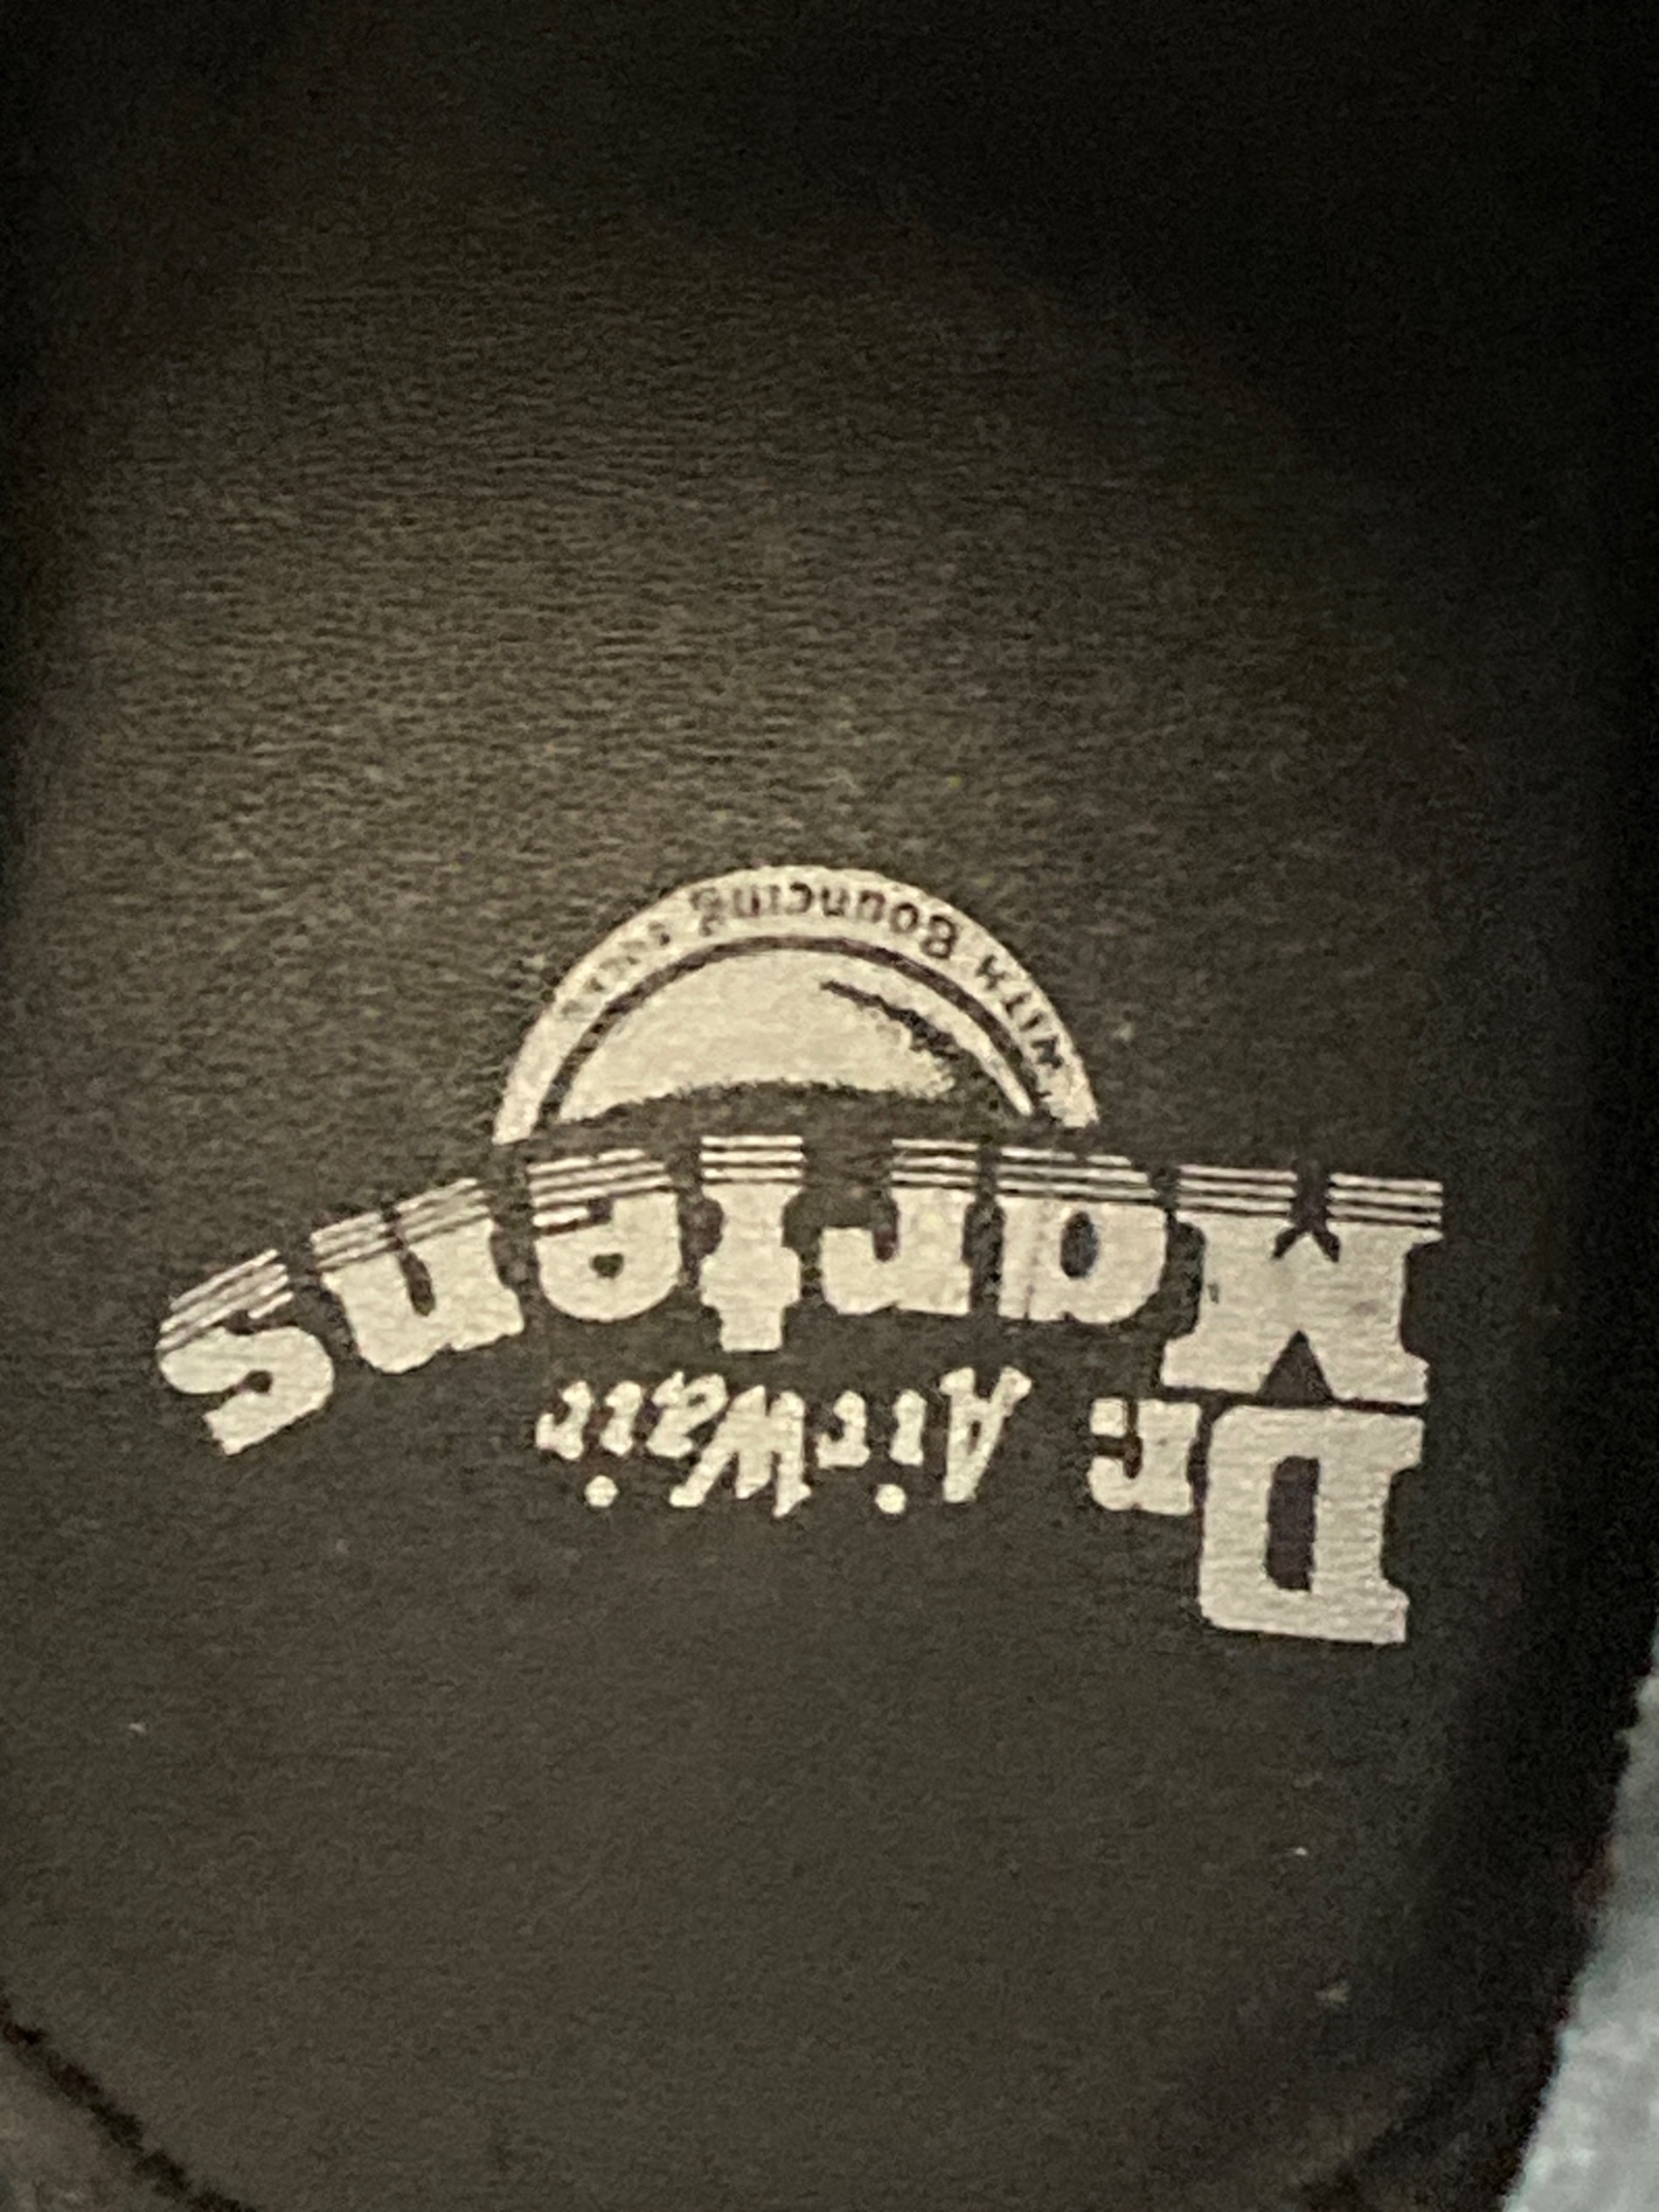 Dr. Martens
AirWair
WITH Bouncing Soles